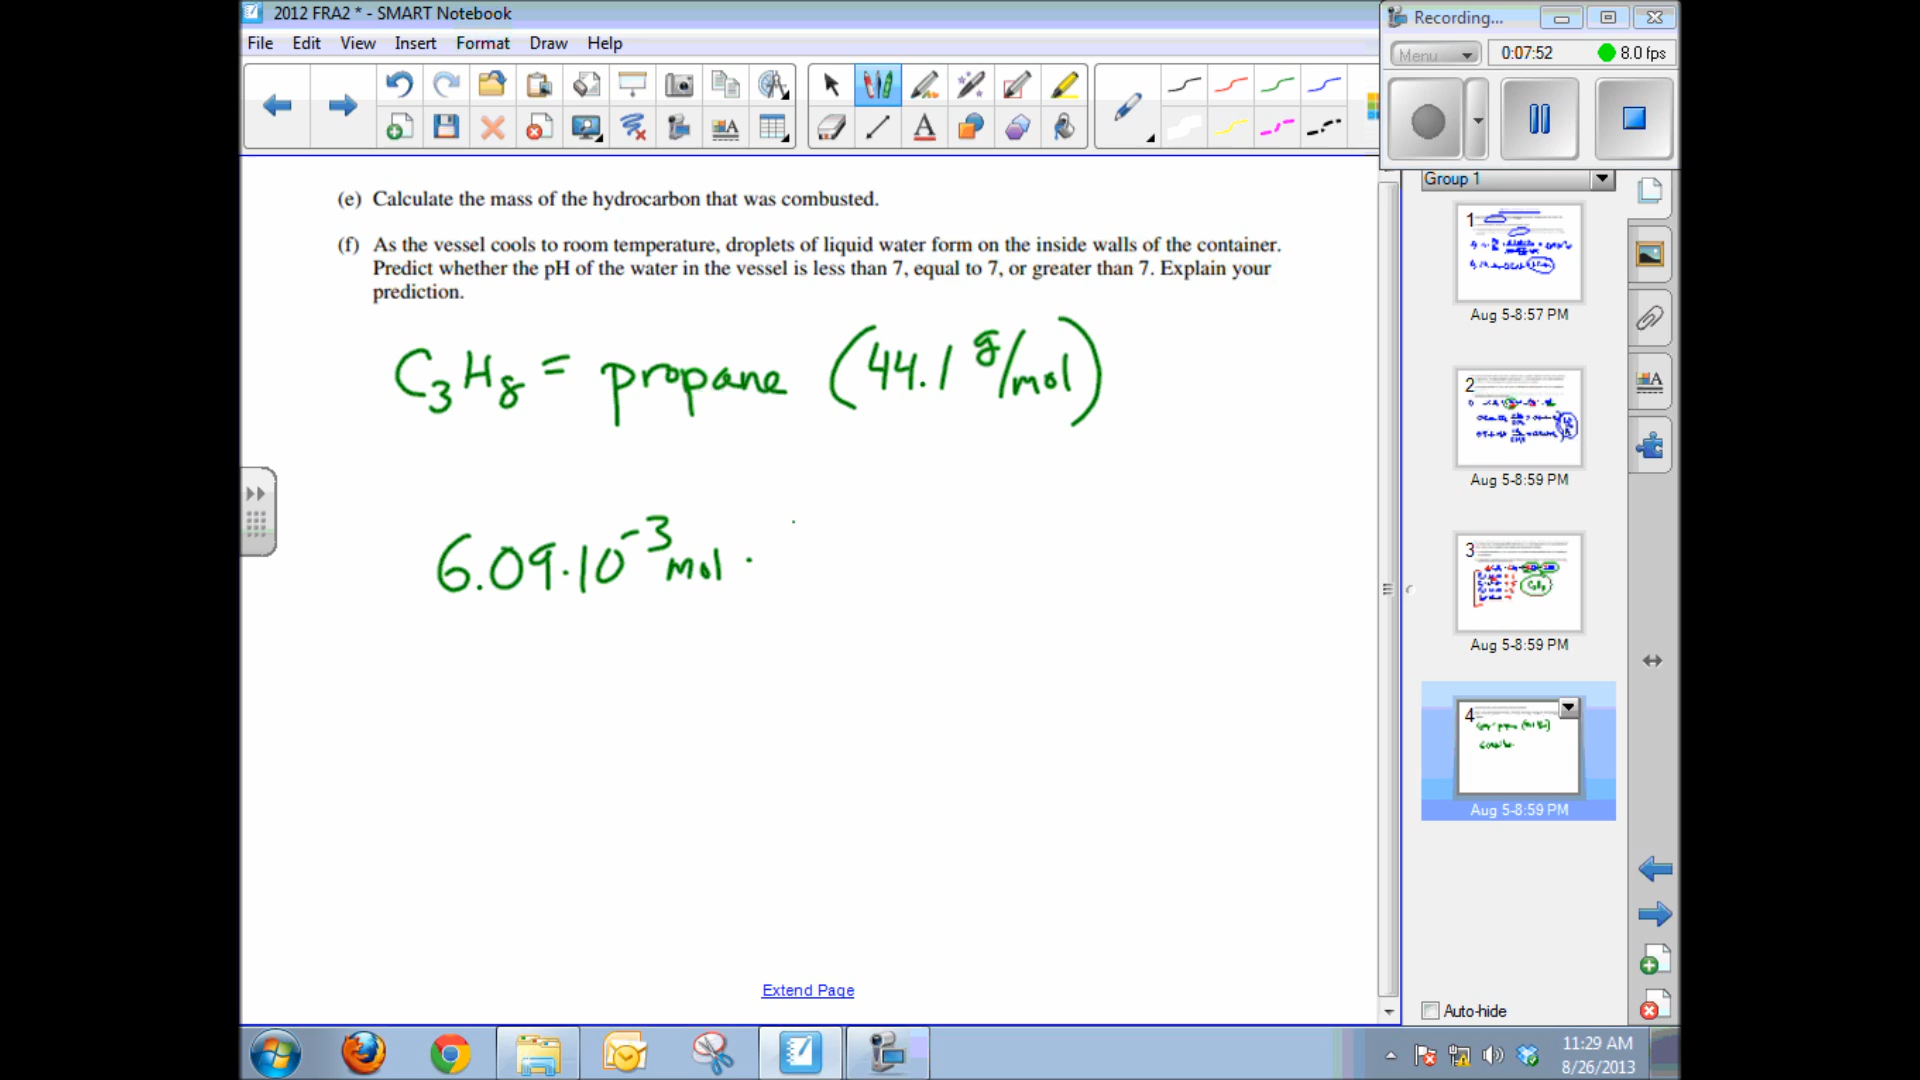 2012 FRA2 * - SMART Notebook
Recording...
File Edit View Insert Format Draw Help
Menu 0:07:52 8.0 fps
Group 1
(e) Calculate the mass of the hydrocarbon that was combusted.
(f) As the vessel cools to room temperature, droplets of liquid water form on the inside walls of the container.
Predict whether the pH of the water in the vessel is less than 7, equal to 7, or greater than 7. Explain your
prediction.
C₃H₈ = propane (44.1 g/mol)
6.09·10⁻³ mol ·
Extend Page
1
Aug 5-8:57 PM
2
Aug 5-8:59 PM
3
Aug 5-8:59 PM
4
Aug 5-8:59 PM
Auto-hide
11:29 AM
8/26/2013